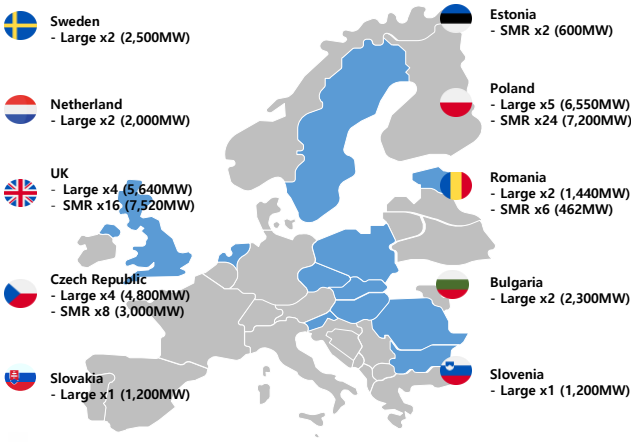 Sweden
- Large x2 (2,500MW)
Netherland
- Large x2 (2,000MW)
UK
- Large x4 (5,640MW)
- SMR x16 (7,520MW)
Czech Republic
- Large x4 (4,800MW)
- SMR x8 (3,000MW)
Slovakia
- Large x1 (1,200MW)
Estonia
- SMR x2 (600MW)
Poland
- Large x5 (6,550MW)
- SMR x24 (7,200MW)
Romania
- Large x2 (1,440MW)
- SMR x6 (462MW)
Bulgaria
- Large x2 (2,300MW)
Slovenia
- Large x1 (1,200MW)